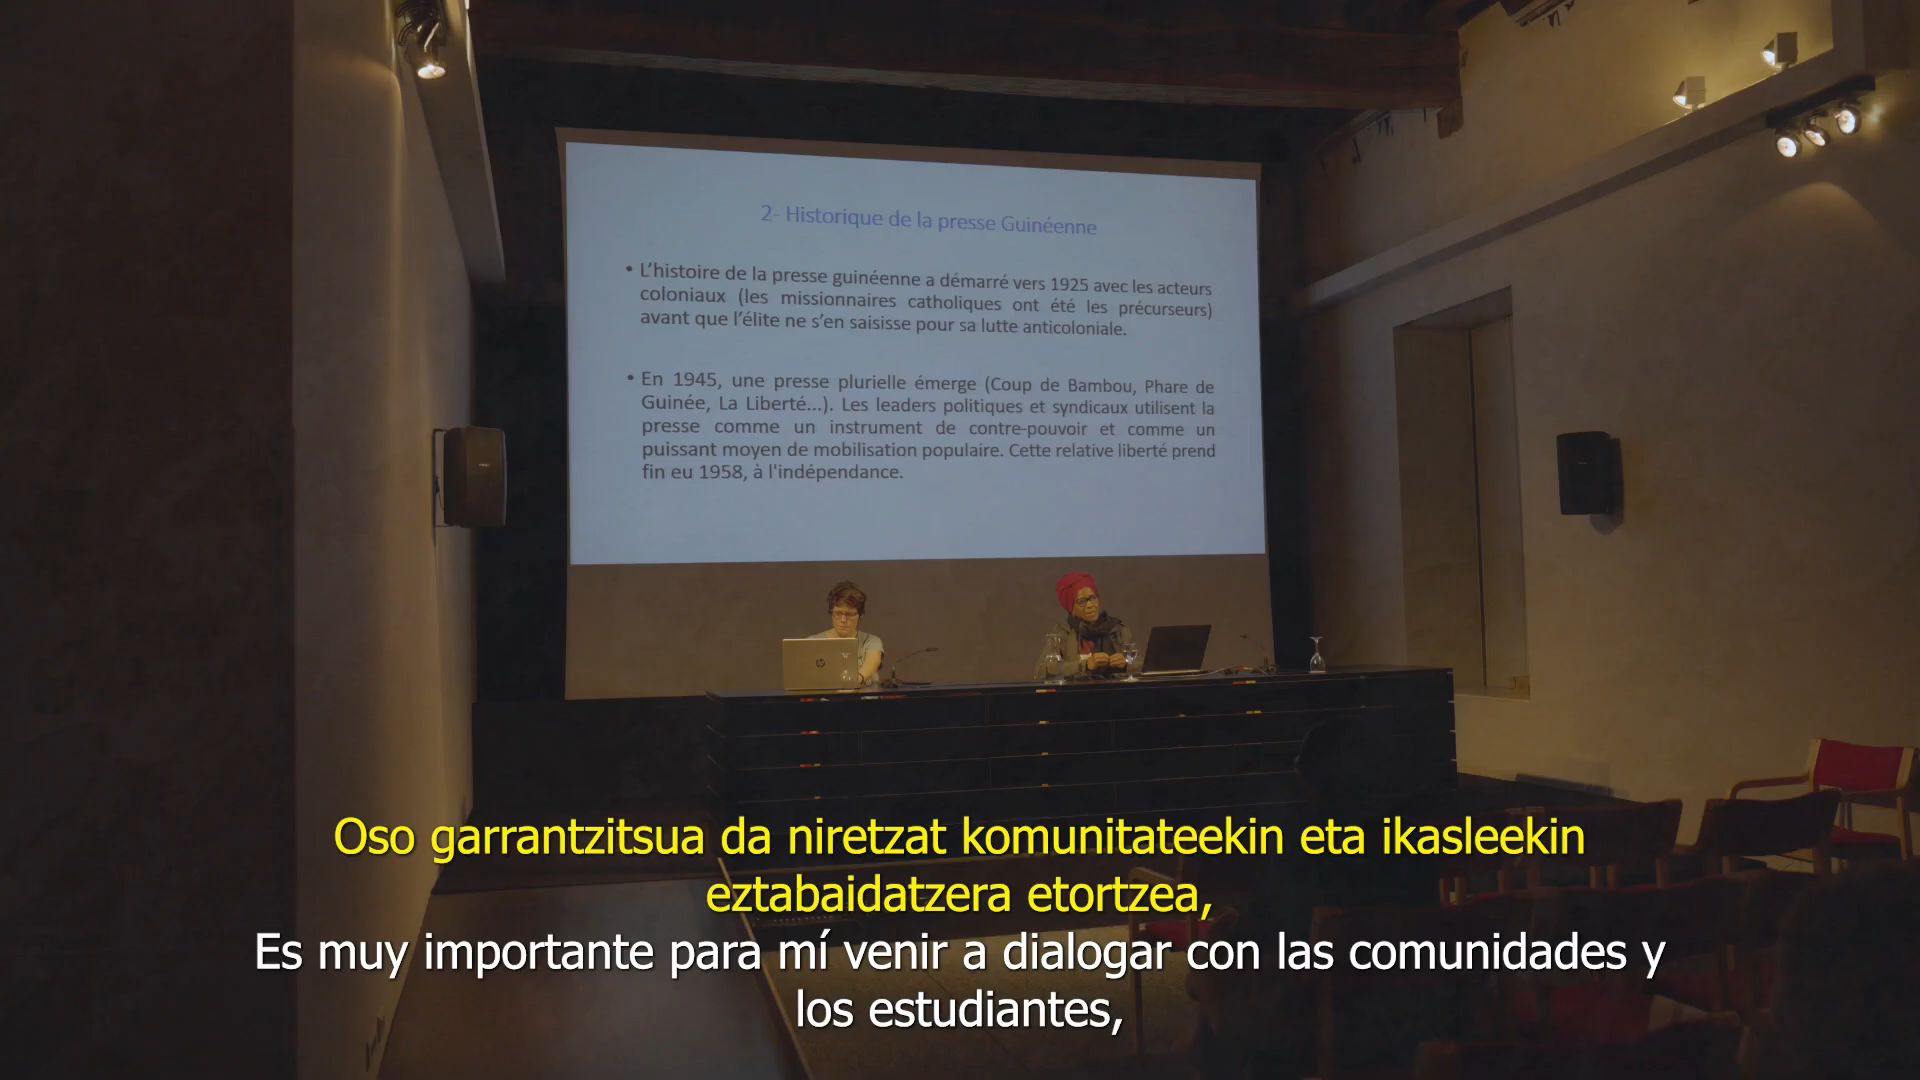 2- Historique de la presse Guinéenne
• L'histoire de la presse guinéenne a démarré vers 1925 avec les acteurs
coloniaux (les missionnaires catholiques ont été les précurseurs)
avant que l'élite ne s'en saisisse pour sa lutte anticoloniale.
• En 1945, une presse plurielle émerge (Coup de Bambou, Phare de
Guinée, La Liberté...). Les leaders politiques et syndicaux utilisent la
presse comme un instrument de contre-pouvoir et comme un
puissant moyen de mobilisation populaire. Cette relative liberté prend
fin eu 1958, à l'indépendance.
hp
Oso garrantzitsua da niretzat komunitateekin eta ikasleekin
eztabaidatzera etortzea,
Es muy importante para mí venir a dialogar con las comunidades y
los estudiantes,